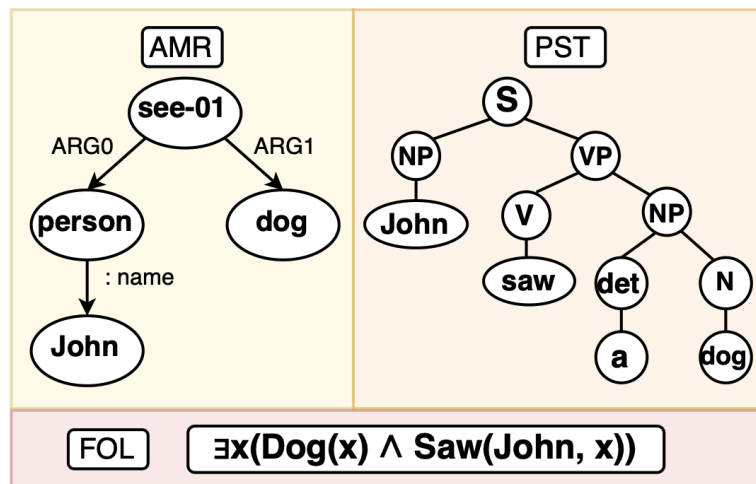 AMR
see-01
ARG0
ARG1
person
dog
: name
John
PST
S
NP
VP
John
V
NP
saw
det
N
a
dog
FOL
∃x(Dog(x) ∧ Saw(John, x))